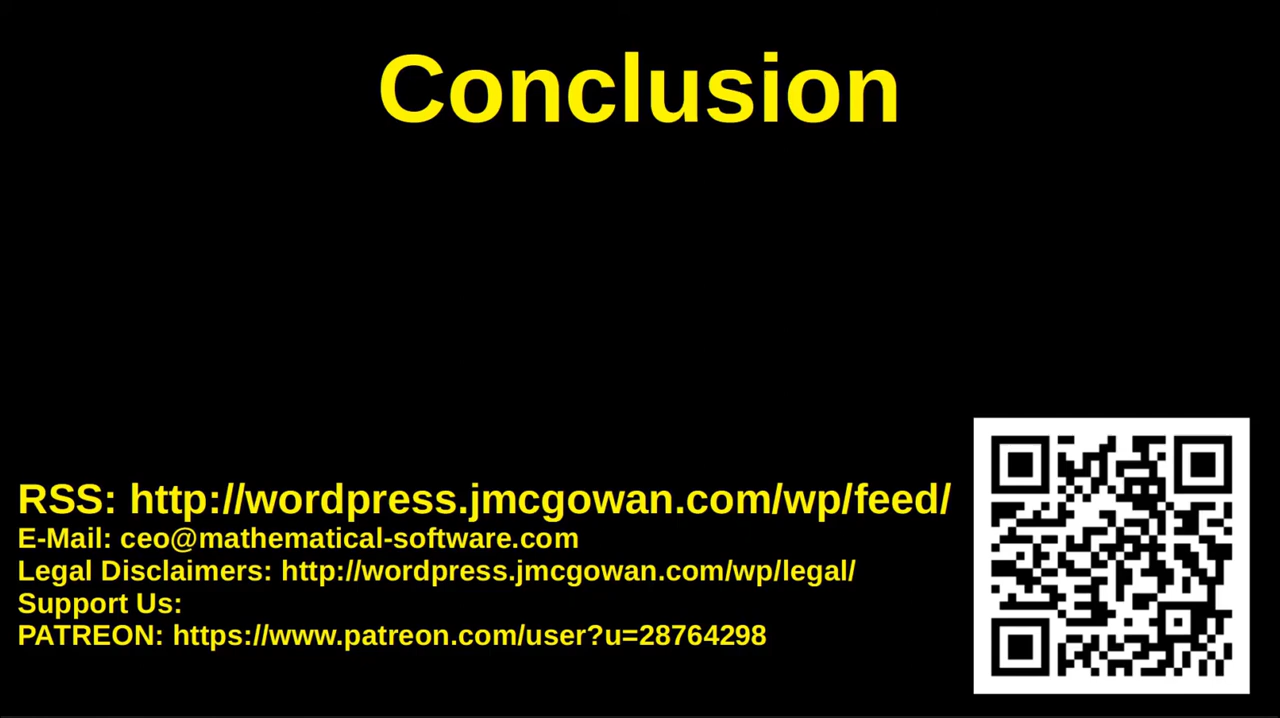 Conclusion
RSS: http://wordpress.jmcgowan.com/wp/feed/
E-Mail: ceo@mathematical-software.com
Legal Disclaimers: http://wordpress.jmcgowan.com/wp/legal/
Support Us:
PATREON: https://www.patreon.com/user?u=28764298